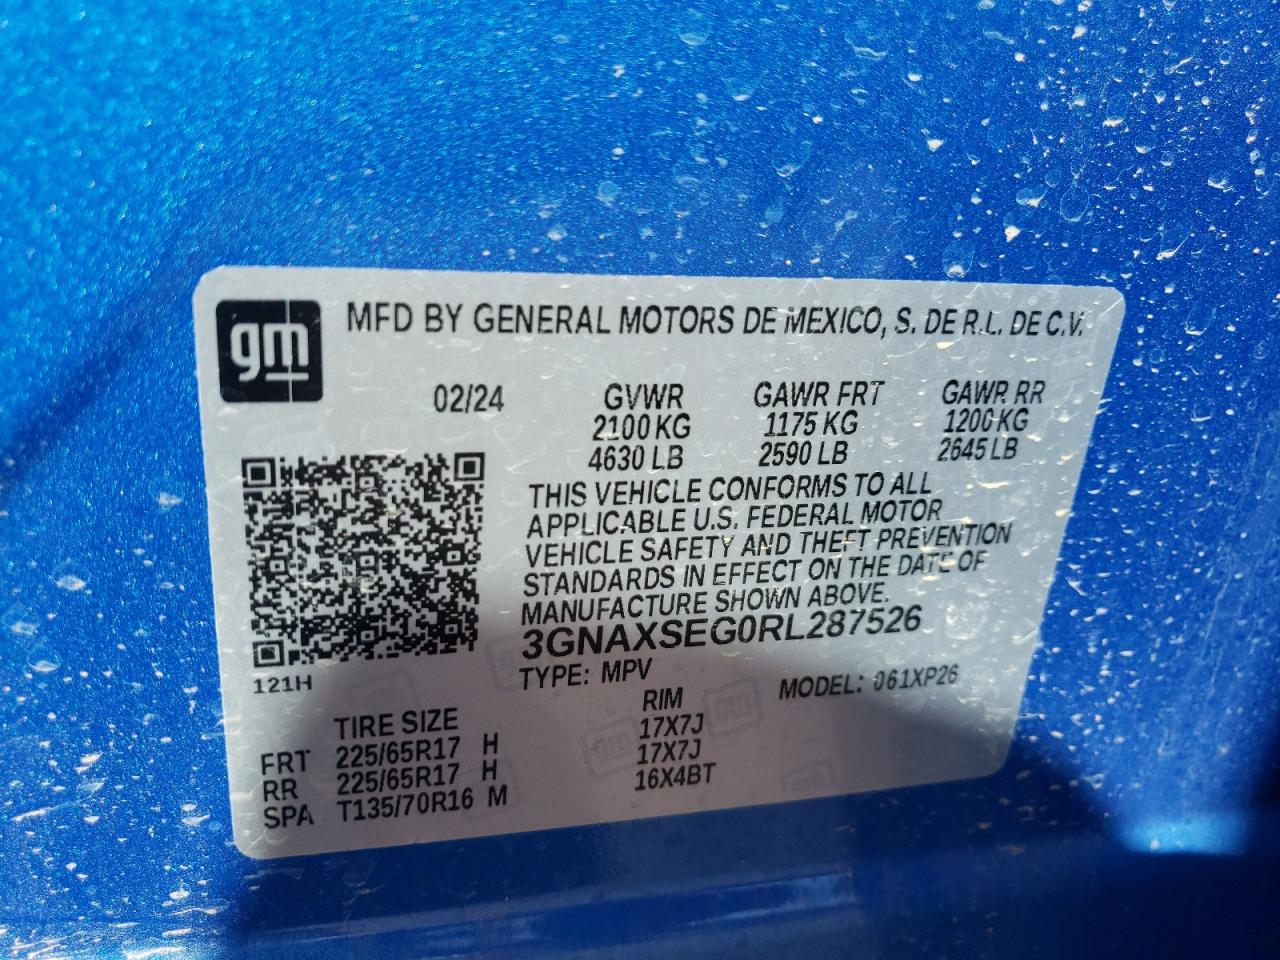 gm
MFD BY GENERAL MOTORS DE MEXICO, S. DE R.L. DE C.V.
02/24 GVWR GAWR FRT GAWR RR
2100 KG 1175 KG 1200 KG
4630 LB 2590 LB 2645 LB
THIS VEHICLE CONFORMS TO ALL
APPLICABLE U.S. FEDERAL MOTOR
VEHICLE SAFETY AND THEFT PREVENTION
STANDARDS IN EFFECT ON THE DATE OF
MANUFACTURE SHOWN ABOVE.
3GNAXSEG0RL287526
121H
TYPE: MPV MODEL: 061XP26
TIRE SIZE RIM
FRT 225/65R17 H 17X7J
RR 225/65R17 H 17X7J
SPA T135/70R16 M 16X4BT